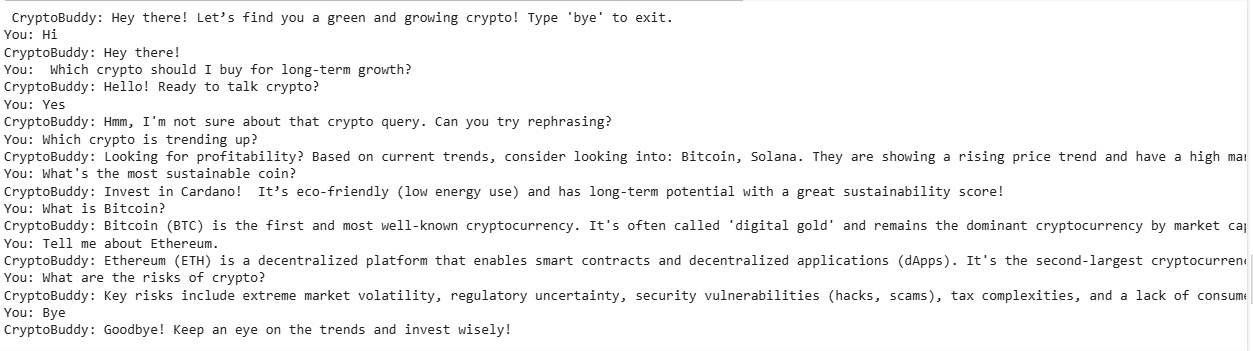 CryptoBuddy: Hey there! Let’s find you a green and growing crypto! Type 'bye' to exit.
You: Hi
CryptoBuddy: Hey there!
You:  Which crypto should I buy for long-term growth?
CryptoBuddy: Hello! Ready to talk crypto?
You: Yes
CryptoBuddy: Hmm, I'm not sure about that crypto query. Can you try rephrasing?
You: Which crypto is trending up?
CryptoBuddy: Looking for profitability? Based on current trends, consider looking into: Bitcoin, Solana. They are showing a rising price trend and have a high
You: What's the most sustainable coin?
CryptoBuddy: Invest in Cardano!  It’s eco-friendly (low energy use) and has long-term potential with a great sustainability score!
You: What is Bitcoin?
CryptoBuddy: Bitcoin (BTC) is the first and most well-known cryptocurrency. It's often called 'digital gold' and remains the dominant cryptocurrency by market
You: Tell me about Ethereum.
CryptoBuddy: Ethereum (ETH) is a decentralized platform that enables smart contracts and decentralized applications (dApps). It's the second-largest
You: What are the risks of crypto?
CryptoBuddy: Key risks include extreme market volatility, regulatory uncertainty, security vulnerabilities (hacks, scams), tax complexities, and a lack of
You: Bye
CryptoBuddy: Goodbye! Keep an eye on the trends and invest wisely!